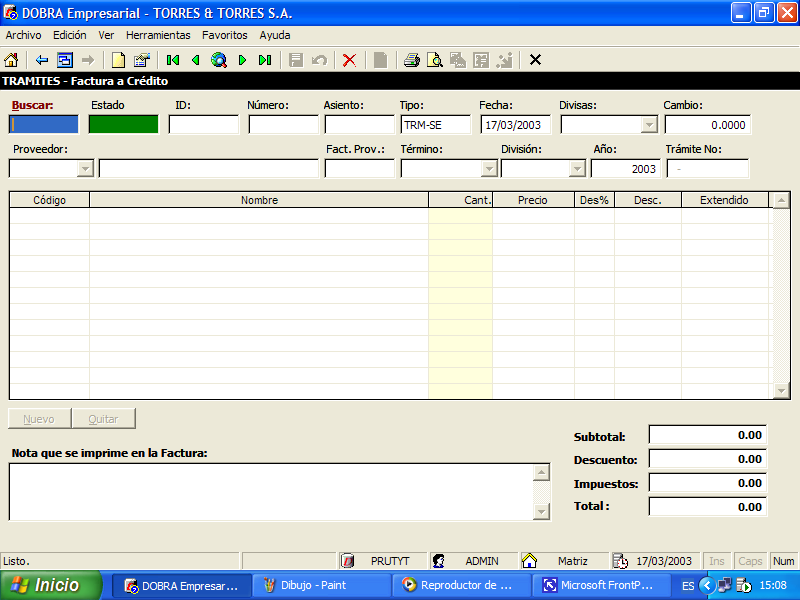 DOBRA Empresarial - TORRES & TORRES S.A.
Archivo Edición Ver Herramientas Favoritos Ayuda
TRAMITES - Factura a Crédito
Buscar: Estado ID: Número: Asiento: Tipo: Fecha: Divisas: Cambio:
TRM-SE 17/03/2003 0.0000
Proveedor: Fact. Prov.: Término: División: Año: Trámite No:
2003 -
Código Nombre Cant. Precio Des% Desc. Extendido
Nuevo Quitar
Subtotal: 0.00
Nota que se imprime en la Factura:
Descuento: 0.00
Impuestos: 0.00
Total: 0.00
Listo. PRUTYT ADMIN Matriz 17/03/2003 Ins Caps Num
Inicio DOBRA Empresar... Dibujo - Paint Reproductor de ... Microsoft FrontP... ES 15:08